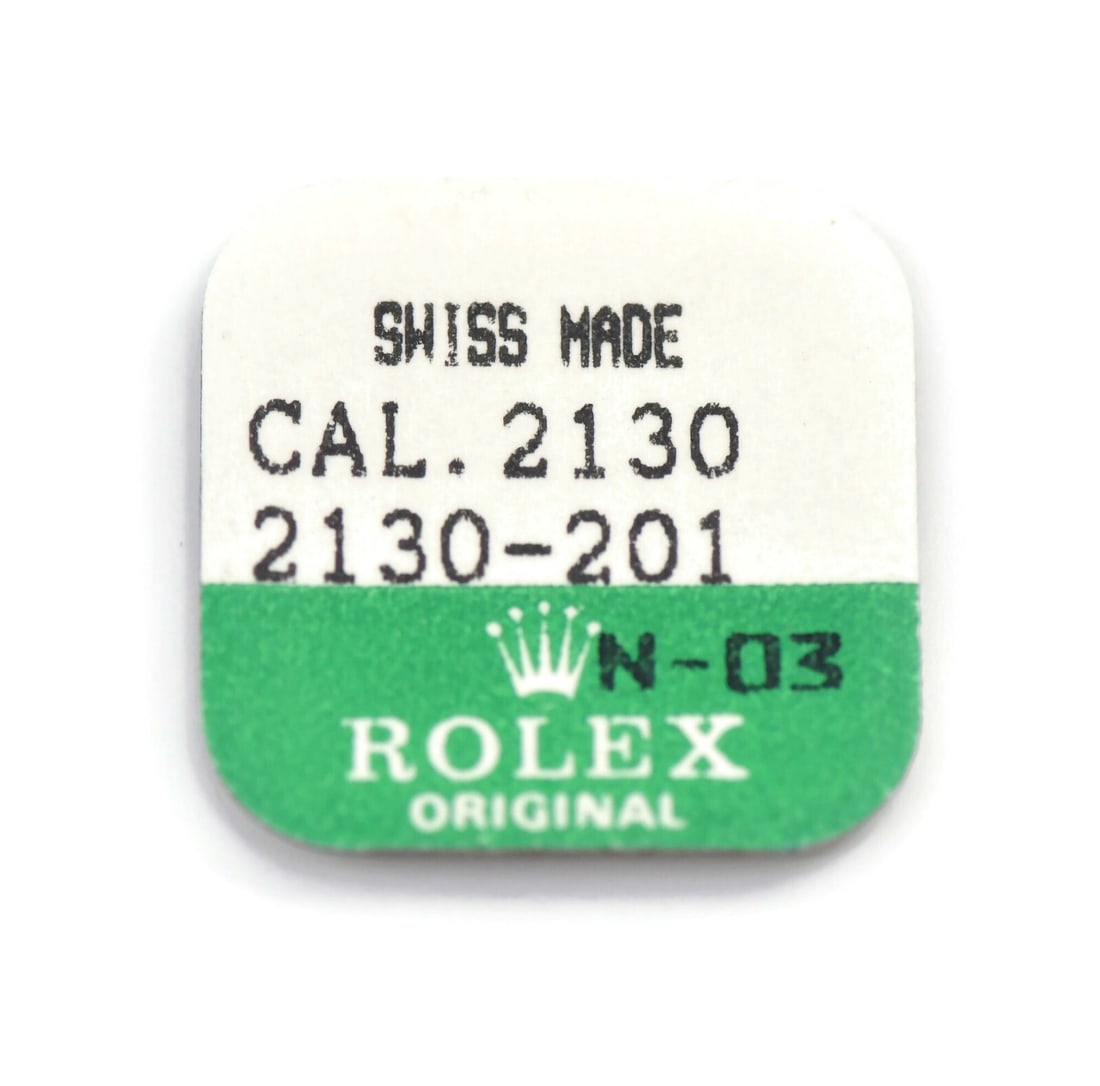 SWISS MADE
CAL. 2130
2130-201
N-03
ROLEX
ORIGINAL